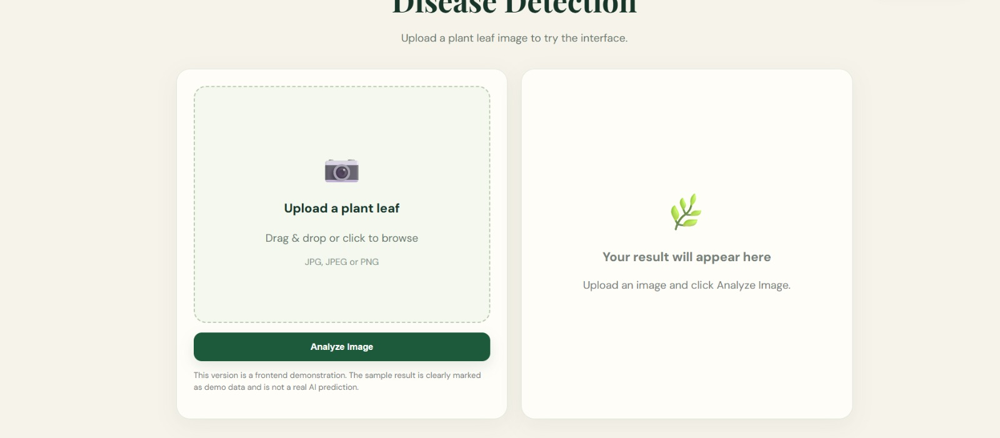 Disease Detection
Upload a plant leaf image to try the interface.
Upload a plant leaf
Drag & drop or click to browse
JPG, JPEG or PNG
Analyze Image
This version is a frontend demonstration. The sample result is clearly marked
as demo data and is not a real AI prediction.
Your result will appear here
Upload an image and click Analyze Image.